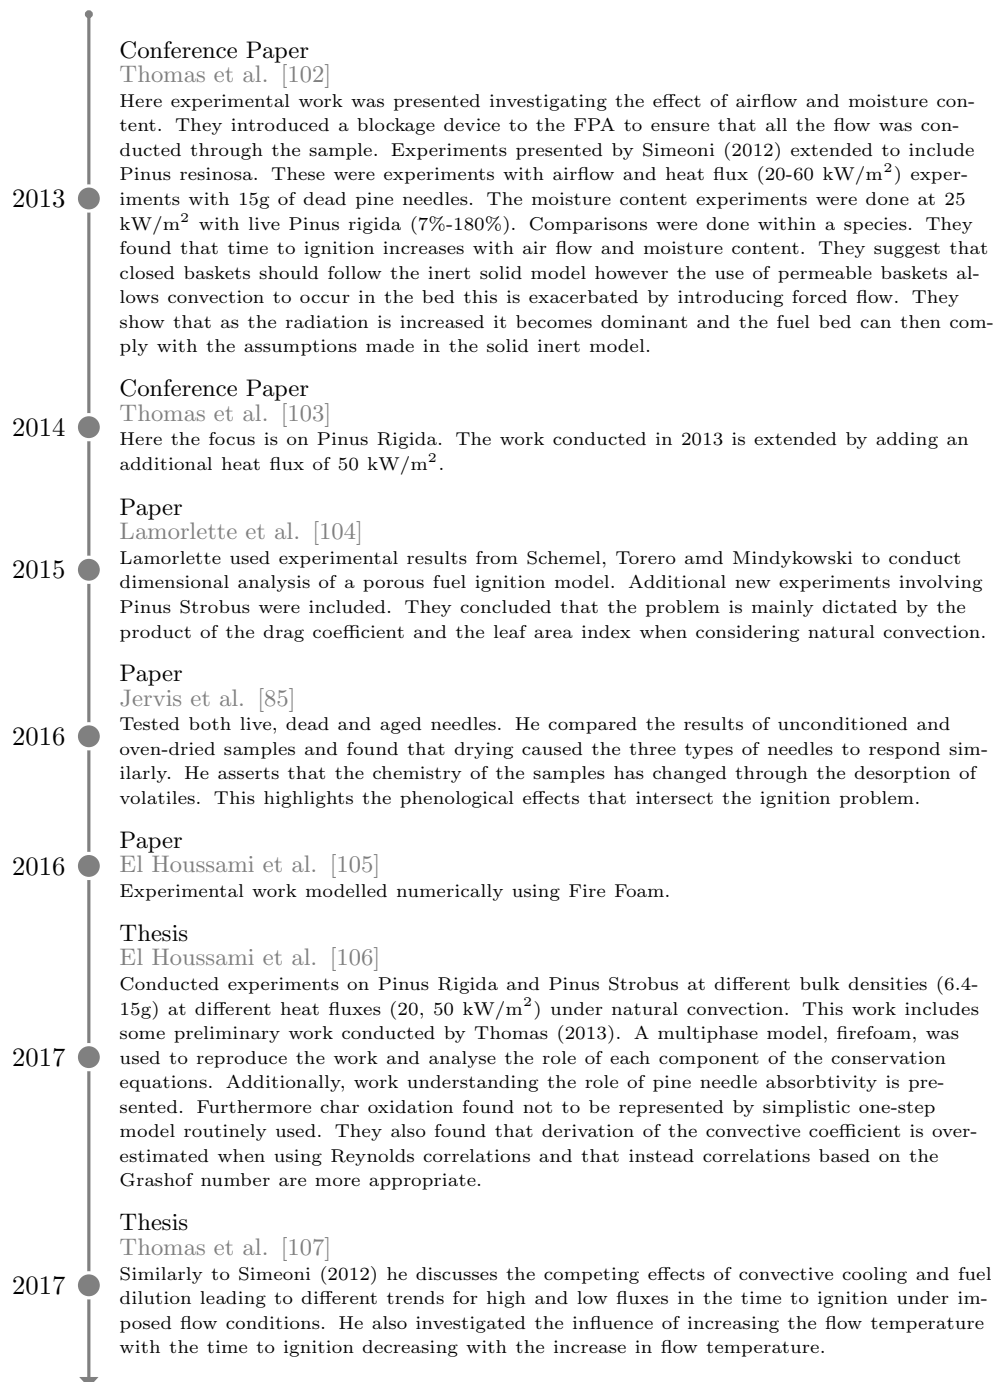 Conference Paper
Thomas et al. [102]
Here experimental work was presented investigating the effect of airflow and moisture con-
tent. They introduced a blockage device to the FPA to ensure that all the flow was con-
ducted through the sample. Experiments presented by Simeoni (2012) extended to include
Pinus resinosa. These were experiments with airflow and heat flux (20-60 kW/m²) exper-
2013
iments with 15g of dead pine needles. The moisture content experiments were done at 25
kW/m² with live Pinus rigida (7%-180%). Comparisons were done within a species. They
found that time to ignition increases with air flow and moisture content. They suggest that
closed baskets should follow the inert solid model however the use of permeable baskets al-
lows convection to occur in the bed this is exacerbated by introducing forced flow. They
show that as the radiation is increased it becomes dominant and the fuel bed can then com-
ply with the assumptions made in the solid inert model.
Conference Paper
Thomas et al. [103]
2014
Here the focus is on Pinus Rigida. The work conducted in 2013 is extended by adding an
additional heat flux of 50 kW/m².
Paper
Lamorlette et al. [104]
2015
Lamorlette used experimental results from Schemel, Torero amd Mindykowski to conduct
dimensional analysis of a porous fuel ignition model. Additional new experiments involving
Pinus Strobus were included. They concluded that the problem is mainly dictated by the
product of the drag coefficient and the leaf area index when considering natural convection.
Paper
Jervis et al. [85]
2016
Tested both live, dead and aged needles. He compared the results of unconditioned and
oven-dried samples and found that drying caused the three types of needles to respond sim-
ilarly. He asserts that the chemistry of the samples has changed through the desorption of
volatiles. This highlights the phenological effects that intersect the ignition problem.
Paper
2016
El Houssami et al. [105]
Experimental work modelled numerically using Fire Foam.
Thesis
El Houssami et al. [106]
Conducted experiments on Pinus Rigida and Pinus Strobus at different bulk densities (6.4-
15g) at different heat fluxes (20, 50 kW/m²) under natural convection. This work includes
some preliminary work conducted by Thomas (2013). A multiphase model, firefoam, was
2017
used to reproduce the work and analyse the role of each component of the conservation
equations. Additionally, work understanding the role of pine needle absorbtivity is pre-
sented. Furthermore char oxidation found not to be represented by simplistic one-step
model routinely used. They also found that derivation of the convective coefficient is over-
estimated when using Reynolds correlations and that instead correlations based on the
Grashof number are more appropriate.
Thesis
Thomas et al. [107]
2017
Similarly to Simeoni (2012) he discusses the competing effects of convective cooling and fuel
dilution leading to different trends for high and low fluxes in the time to ignition under im-
posed flow conditions. He also investigated the influence of increasing the flow temperature
with the time to ignition decreasing with the increase in flow temperature.